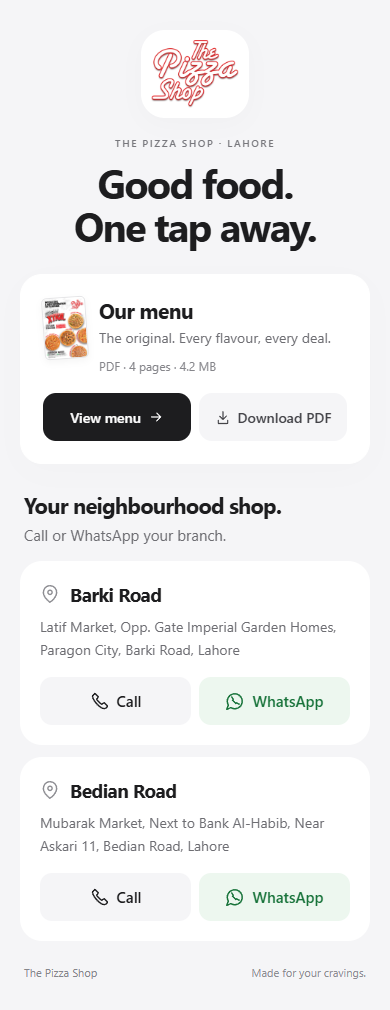 The
Pizza
Shop
THE PIZZA SHOP · LAHORE
Good food.
One tap away.
Our menu
The original. Every flavour, every deal.
PDF · 4 pages · 4.2 MB
View menu → Download PDF
Your neighbourhood shop.
Call or WhatsApp your branch.
Barki Road
Latif Market, Opp. Gate Imperial Garden Homes,
Paragon City, Barki Road, Lahore
Call WhatsApp
Bedian Road
Mubarak Market, Next to Bank Al-Habib, Near
Askari 11, Bedian Road, Lahore
Call WhatsApp
The Pizza Shop Made for your cravings.